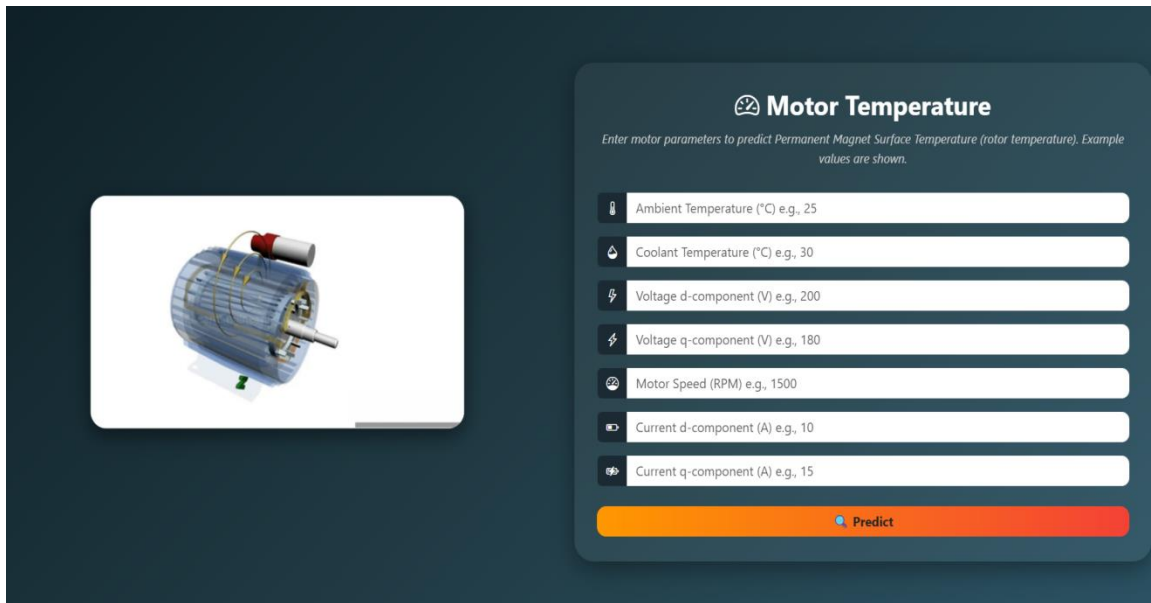 Motor Temperature
Enter motor parameters to predict Permanent Magnet Surface Temperature (rotor temperature). Example
values are shown.
Ambient Temperature (°C) e.g., 25
Coolant Temperature (°C) e.g., 30
Voltage d-component (V) e.g., 200
Voltage q-component (V) e.g., 180
Motor Speed (RPM) e.g., 1500
Current d-component (A) e.g., 10
Current q-component (A) e.g., 15
Predict